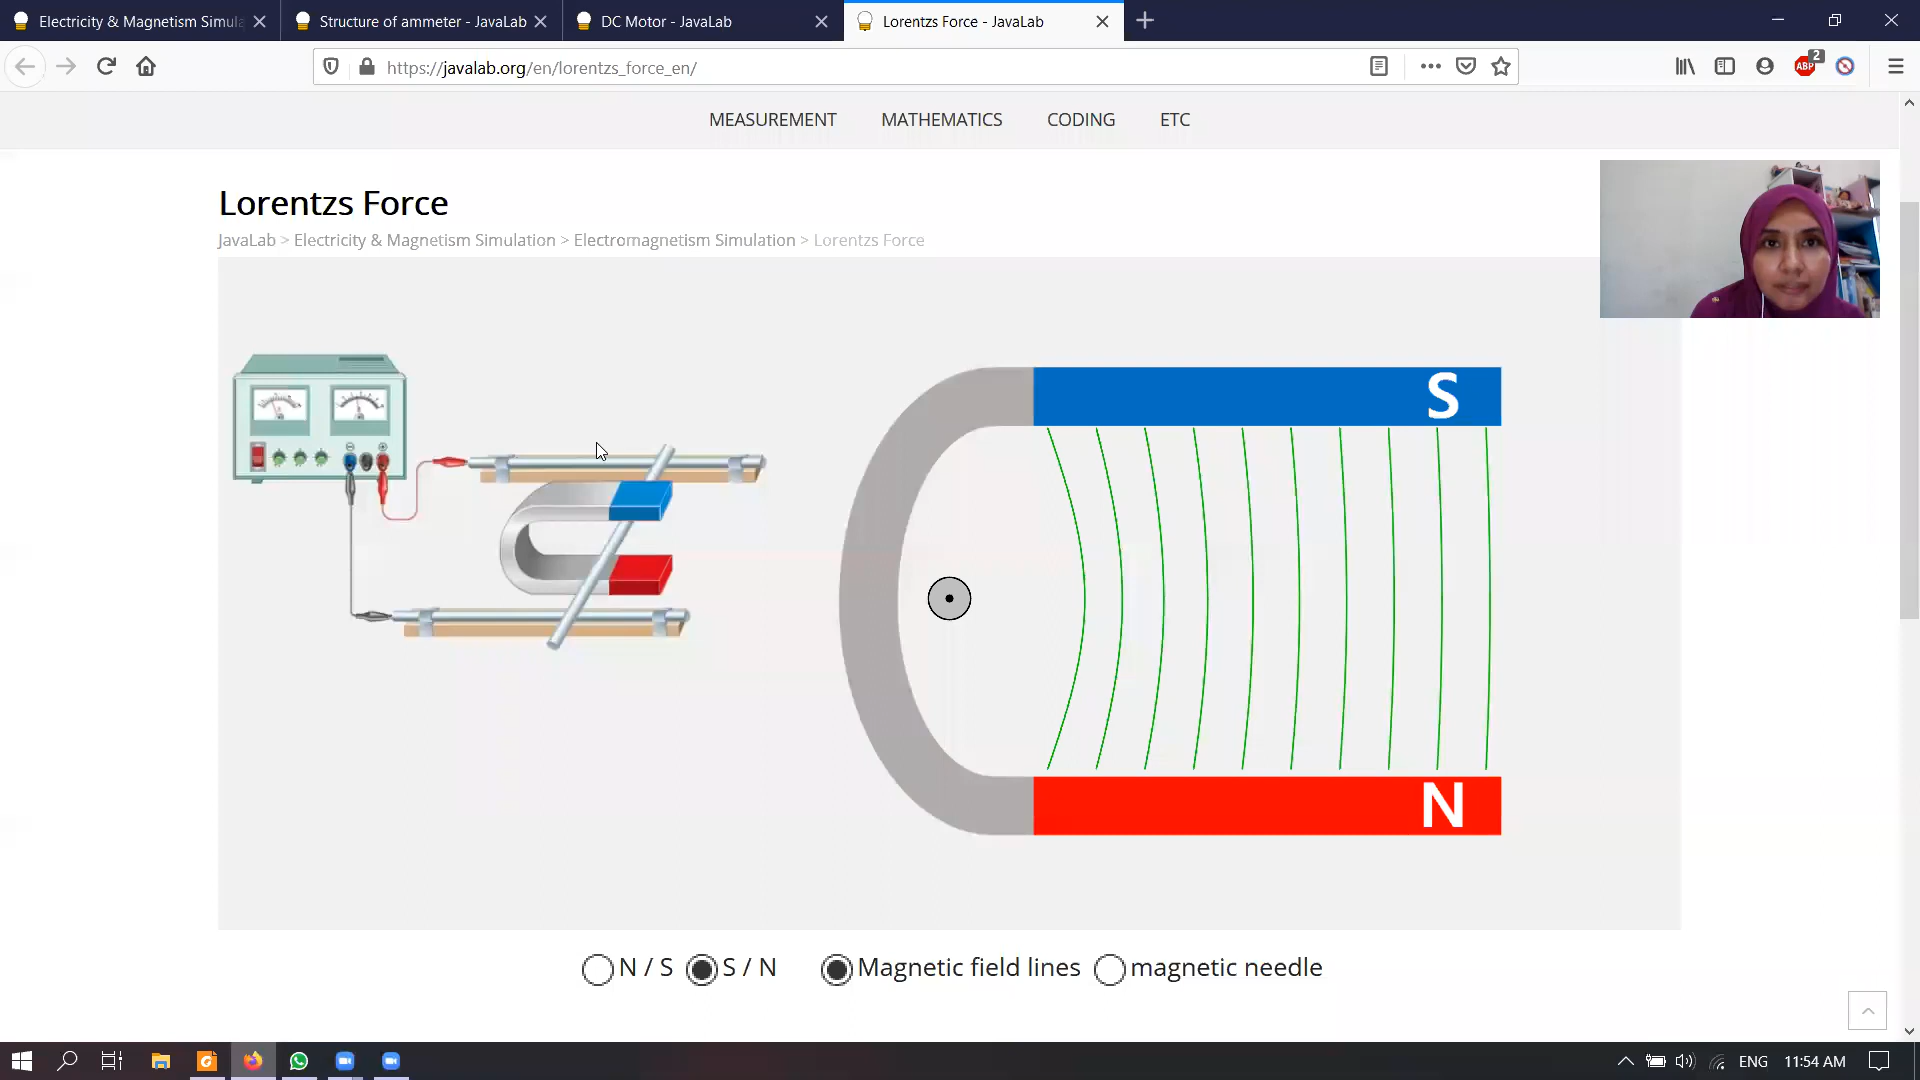 Electricity & Magnetism Simula
Structure of ammeter - JavaLab
DC Motor - JavaLab
Lorentzs Force - JavaLab
https://javalab.org/en/lorentzs_force_en/
ABP
2
MEASUREMENT MATHEMATICS CODING ETC
Lorentzs Force
JavaLab > Electricity & Magnetism Simulation > Electromagnetism Simulation > Lorentzs Force
S
N
N / S S / N Magnetic field lines magnetic needle
ENG 11:54 AM